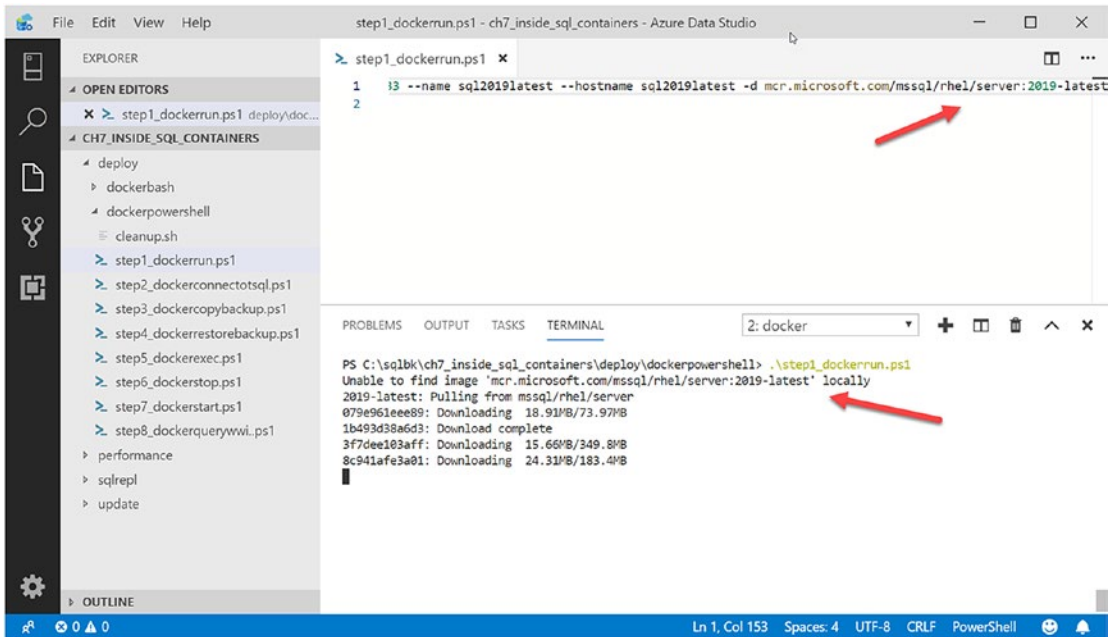 File Edit View Help
step1_dockerrun.ps1 - ch7_inside_sql_containers - Azure Data Studio
EXPLORER
OPEN EDITORS
step1_dockerrun.ps1 deploy\doc...
CH7_INSIDE_SQL_CONTAINERS
deploy
dockerbash
dockerpowershell
cleanup.sh
step1_dockerrun.ps1
step2_dockerconnectotsql.ps1
step3_dockercopybackup.ps1
step4_dockerrestorebackup.ps1
step5_dockerexec.ps1
step6_dockerstop.ps1
step7_dockerstart.ps1
step8_dockerquerywwi..ps1
performance
sqlrepl
update
OUTLINE
step1_dockerrun.ps1
1 33 --name sql2019latest --hostname sql2019latest -d mcr.microsoft.com/mssql/rhel/server:2019-latest
2
PROBLEMS OUTPUT TASKS TERMINAL
2: docker
PS C:\sqlbk\ch7_inside_sql_containers\deploy\dockerpowershell> .\step1_dockerrun.ps1
Unable to find image 'mcr.microsoft.com/mssql/rhel/server:2019-latest' locally
2019-latest: Pulling from mssql/rhel/server
079e961eee89: Downloading 18.91MB/73.97MB
1b493d38a6d3: Download complete
3f7dee103aff: Downloading 15.66MB/349.8MB
8c941afe3a01: Downloading 24.31MB/183.4MB
0 0 Ln 1, Col 153 Spaces: 4 UTF-8 CRLF PowerShell